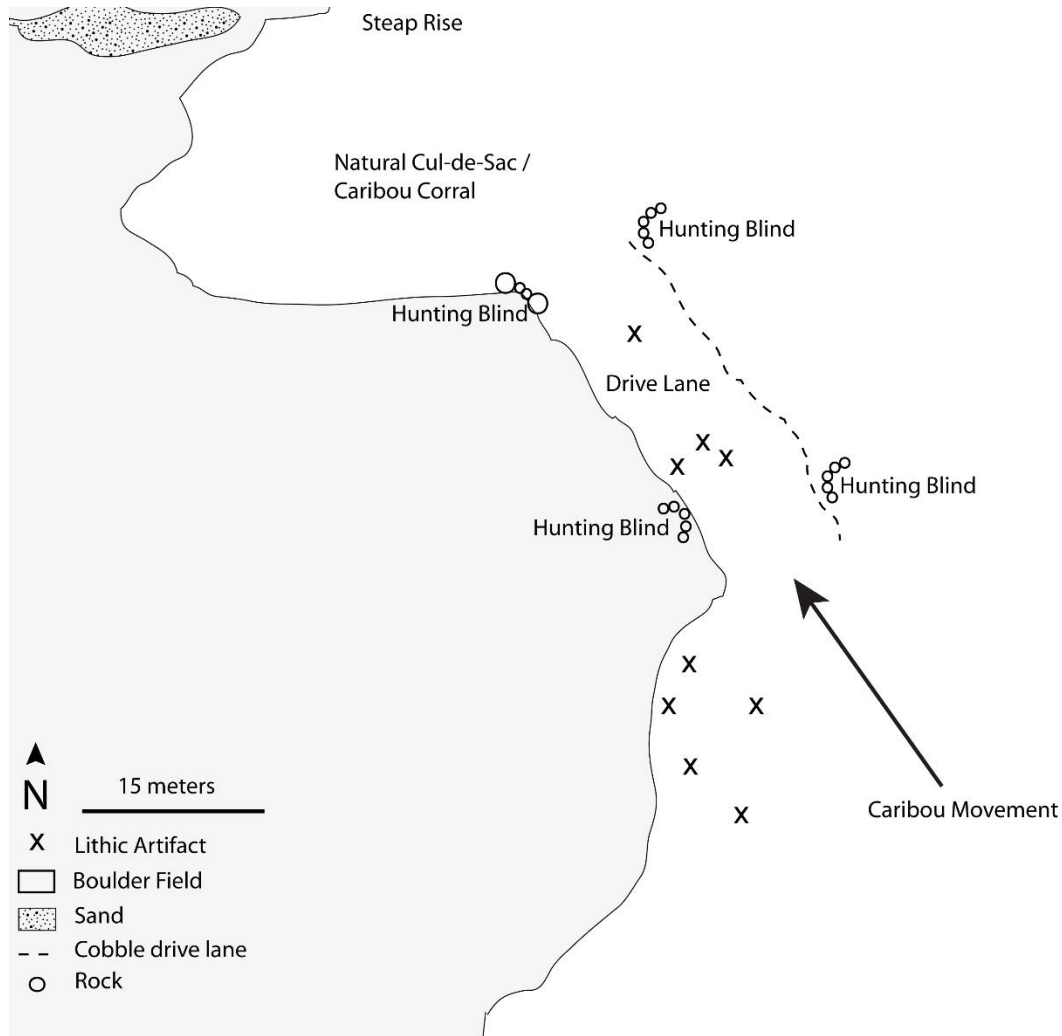 Steap Rise
Natural Cul-de-Sac /
Caribou Corral
Hunting Blind
Hunting Blind
Drive Lane
Hunting Blind
Hunting Blind
Caribou Movement
N
15 meters
x Lithic Artifact
Boulder Field
Sand
Cobble drive lane
Rock